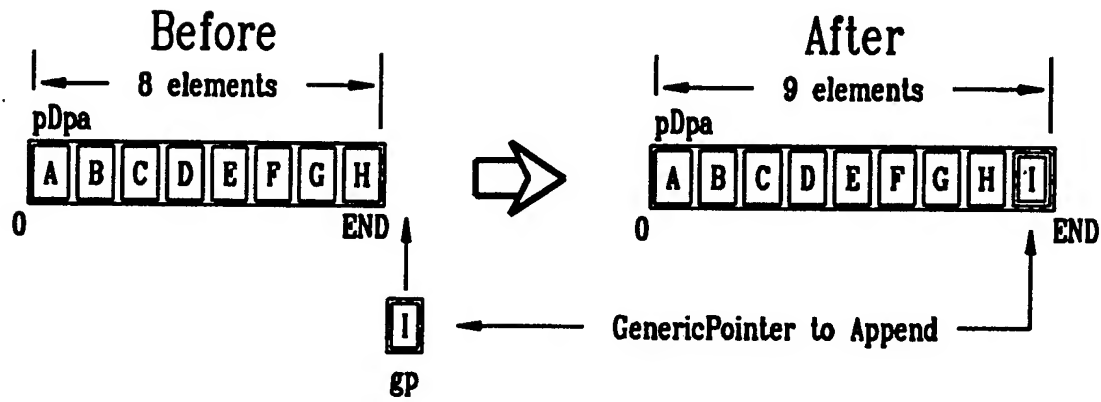 Before
8 elements
pDpa
A B C D E F G H
0 END
I
gp
After
9 elements
pDpa
A B C D E F G H I
0 END
GenericPointer to Append